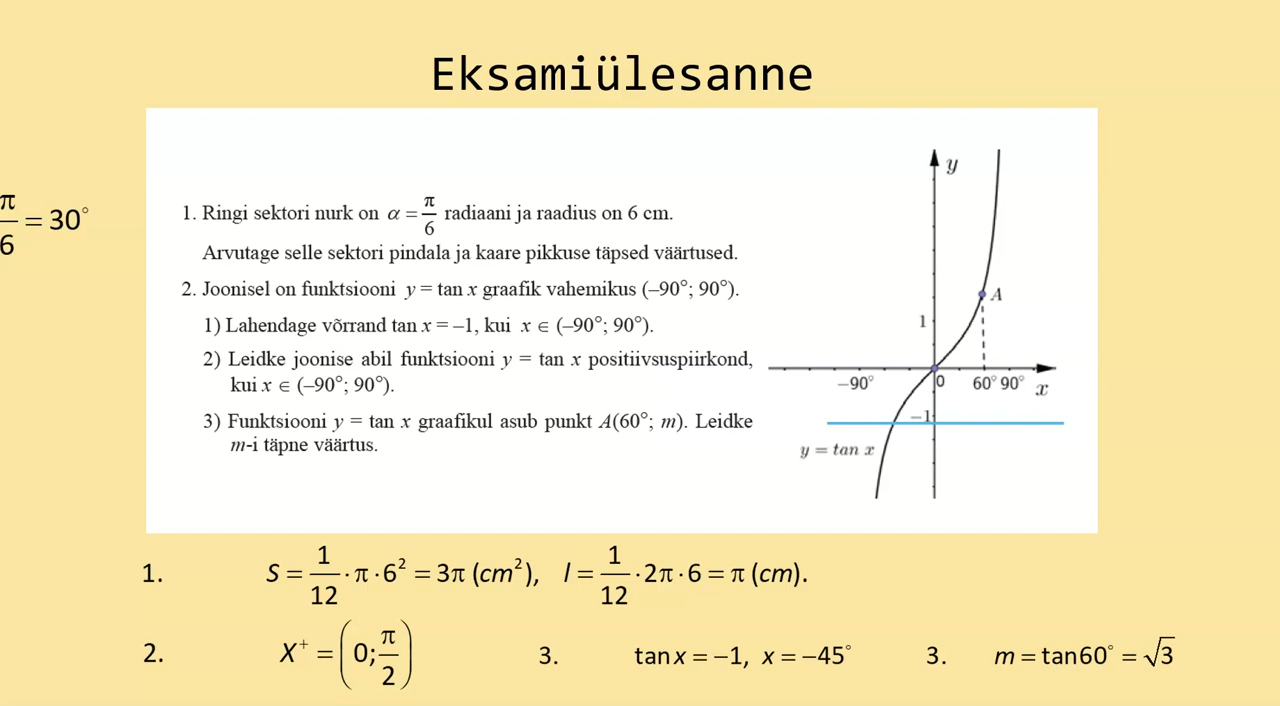 Eksamiülesanne
π/6 = 30°
1. Ringi sektori nurk on α = π/6 radiaani ja raadius on 6 cm.
Arvutage selle sektori pindala ja kaare pikkuse täpsed väärtused.
2. Joonisel on funktsiooni y = tan x graafik vahemikus (–90°; 90°).
1) Lahendage võrrand tan x = –1, kui x ∈ (–90°; 90°).
2) Leidke joonise abil funktsiooni y = tan x positiivsuspiirkond,
kui x ∈ (–90°; 90°).
3) Funktsiooni y = tan x graafikul asub punkt A(60°; m). Leidke
m-i täpne väärtus.
y
A
1
−90°
0
60° 90°
x
−1
y = tan x
1. S = 1/12 · π · 6² = 3π (cm²), l = 1/12 · 2π · 6 = π (cm).
2. X⁺ = (0; π/2)
3. tan x = −1, x = −45°
3. m = tan 60° = √3